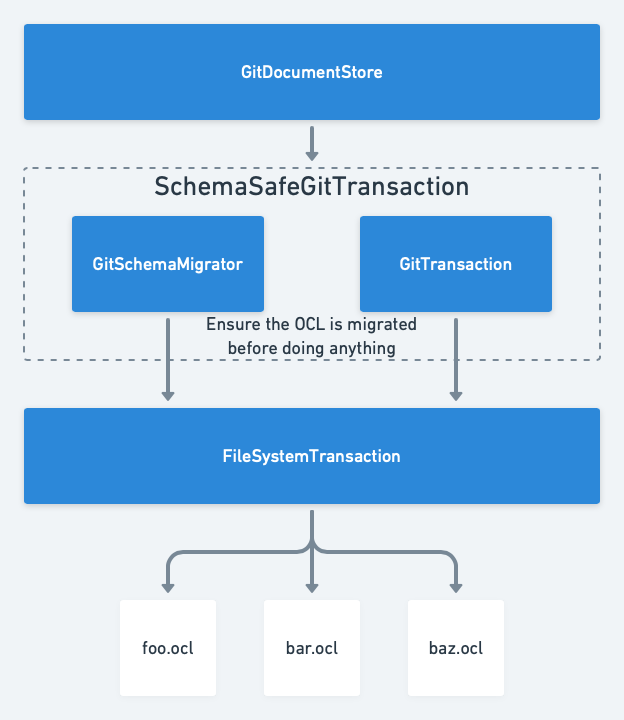 GitDocumentStore
SchemaSafeGitTransaction
GitSchemaMigrator
GitTransaction
Ensure the OCL is migrated
before doing anything
FileSystemTransaction
foo.ocl
bar.ocl
baz.ocl